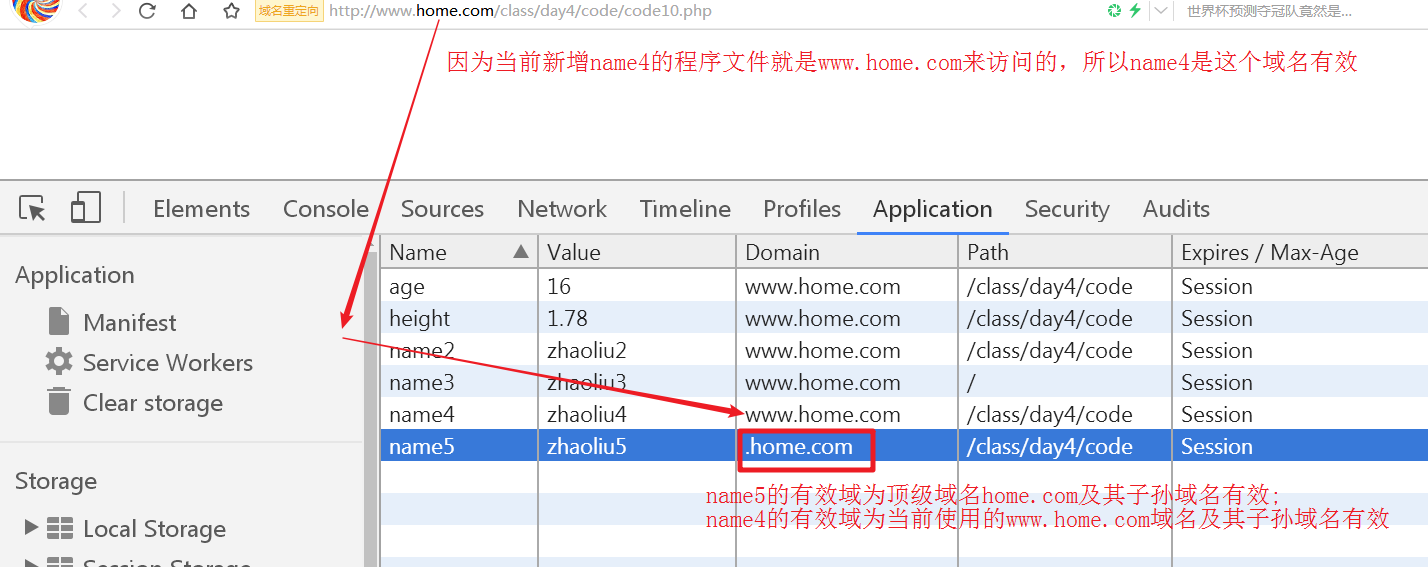 域名重定向 http://www.home.com/class/day4/code/code10.php 世界杯预测夺冠队竟然是...
因为当前新增name4的程序文件就是www.home.com来访问的，所以name4是这个域名有效
Elements Console Sources Network Timeline Profiles Application Security Audits
Application
Manifest
Service Workers
Clear storage
Storage
Local Storage
Session Storage
Name Value Domain Path Expires / Max-Age
age 16 www.home.com /class/day4/code Session
height 1.78 www.home.com /class/day4/code Session
name2 zhaoliu2 www.home.com /class/day4/code Session
name3 zhaoliu3 www.home.com / Session
name4 zhaoliu4 www.home.com /class/day4/code Session
name5 zhaoliu5 .home.com /class/day4/code Session
name5的有效域为顶级域名home.com及其子孙域名有效;
name4的有效域为当前使用的www.home.com域名及其子孙域名有效